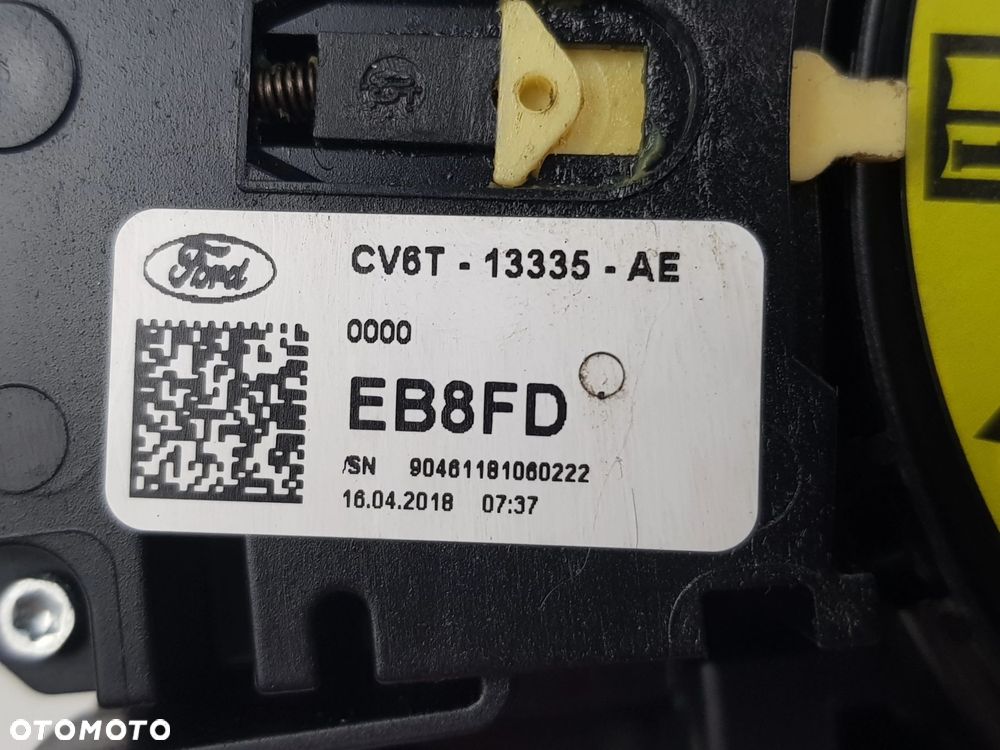 Ford
CV6T - 13335 - AE
0000
EB8FD
/SN 90461181060222
16.04.2018 07:37
OTOMOTO